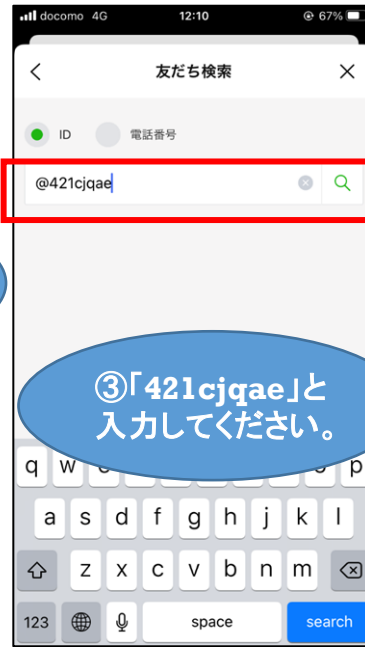 docomo 4G 12:10 67%
友だち検索
ID 電話番号
@421cjqae
③「421cjqae」と
入力してください。
q w p
a s d f g h j k l
z x c v b n m
123 space search